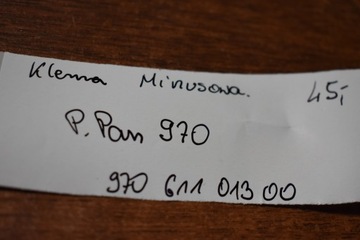 Klema Minusowa. 45,-
P. Pan 970
970 611 013 00